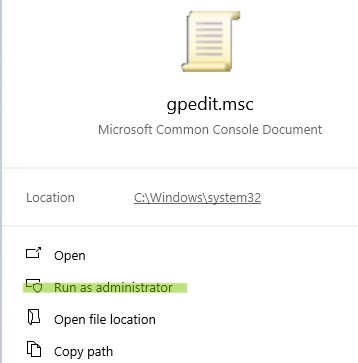 gpedit.msc
Microsoft Common Console Document
Location C:\Windows\system32
Open
Run as administrator
Open file location
Copy path